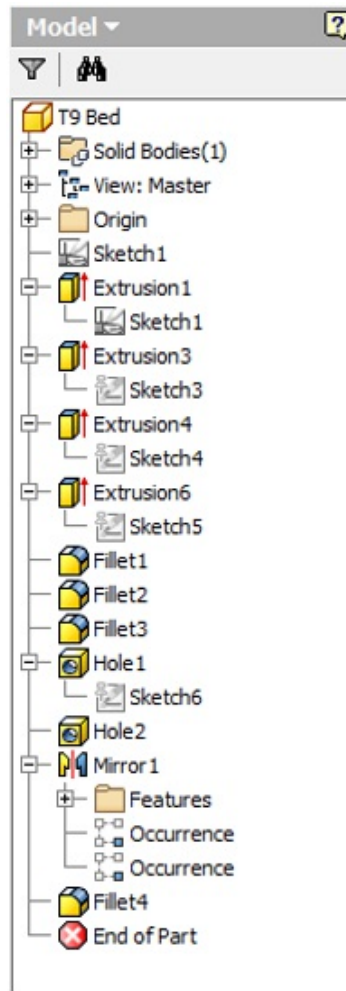 Model
T9 Bed
Solid Bodies(1)
View: Master
Origin
Sketch1
Extrusion1
Sketch1
Extrusion3
Sketch3
Extrusion4
Sketch4
Extrusion6
Sketch5
Fillet1
Fillet2
Fillet3
Hole1
Sketch6
Hole2
Mirror1
Features
Occurrence
Occurrence
Fillet4
End of Part